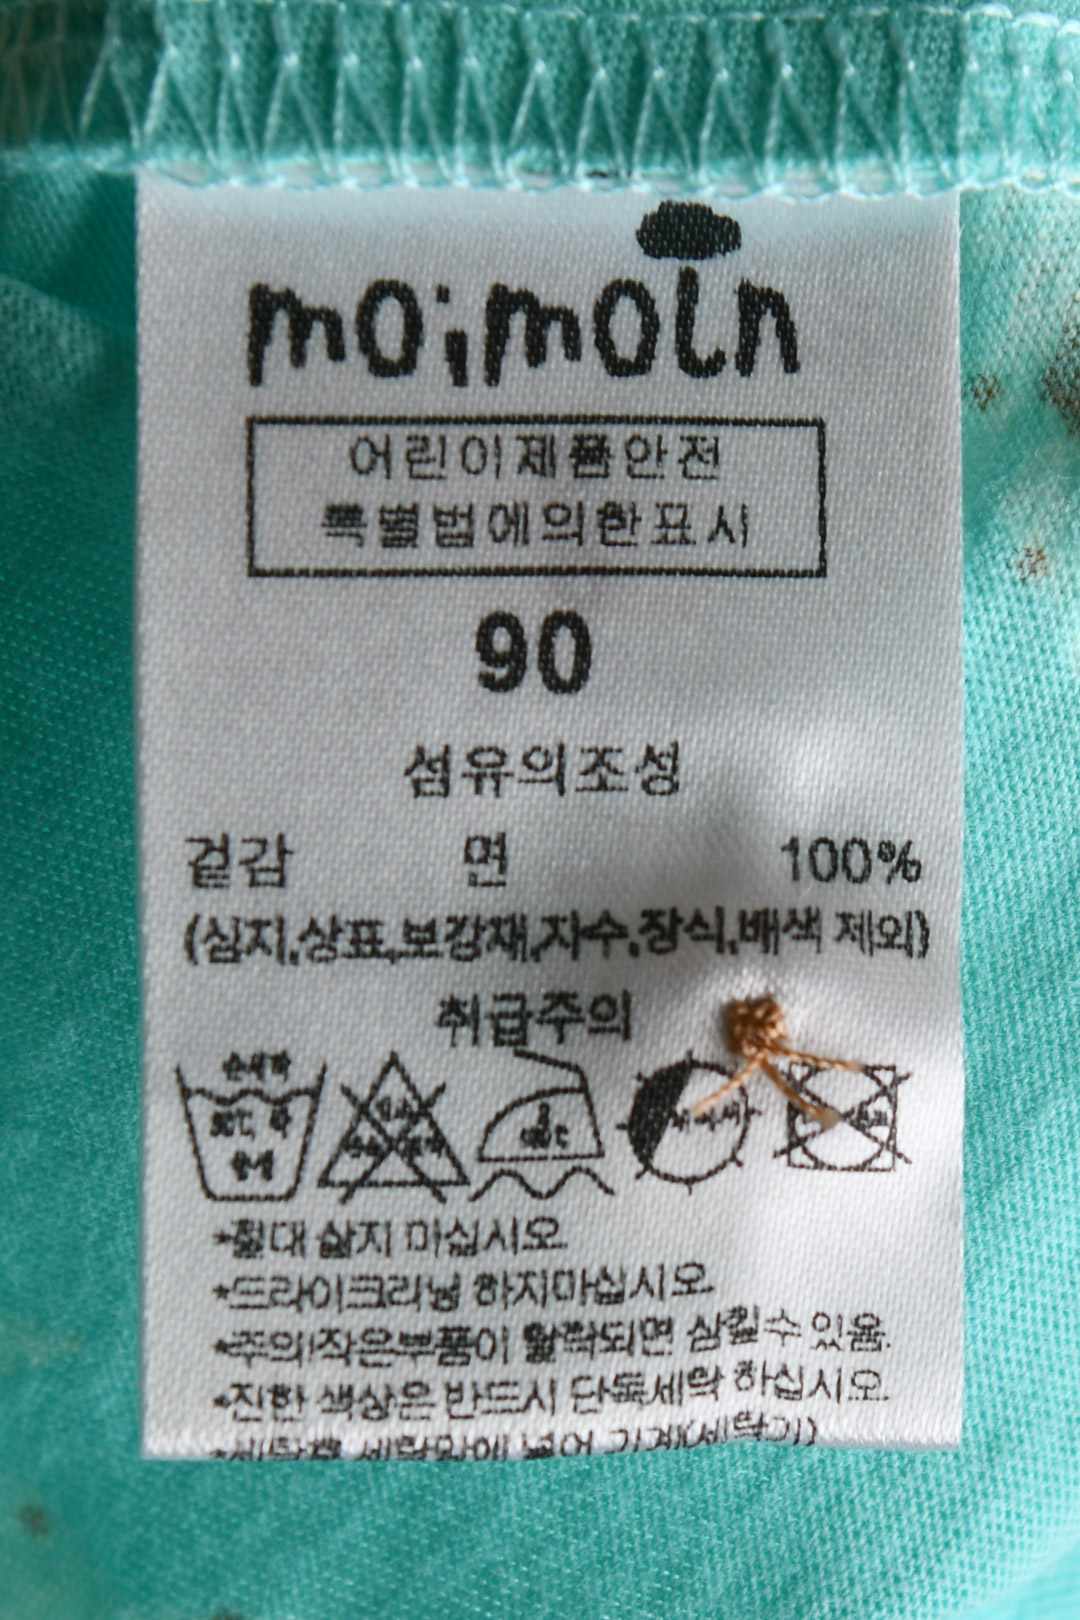 moimoln
어린이제품안전
특별법에의한표시
90
섬유의조성
겉감 면 100%
(심지,상표,보강재,자수,장식,배색 제외)
취급주의
손세탁
중성
*절대 삶지 마십시오
*드라이크리닝 하지마십시오
*주의!작은부품이 탈락되면 삼킬수 있음.
*진한 색상은 반드시 단독세탁 하십시오